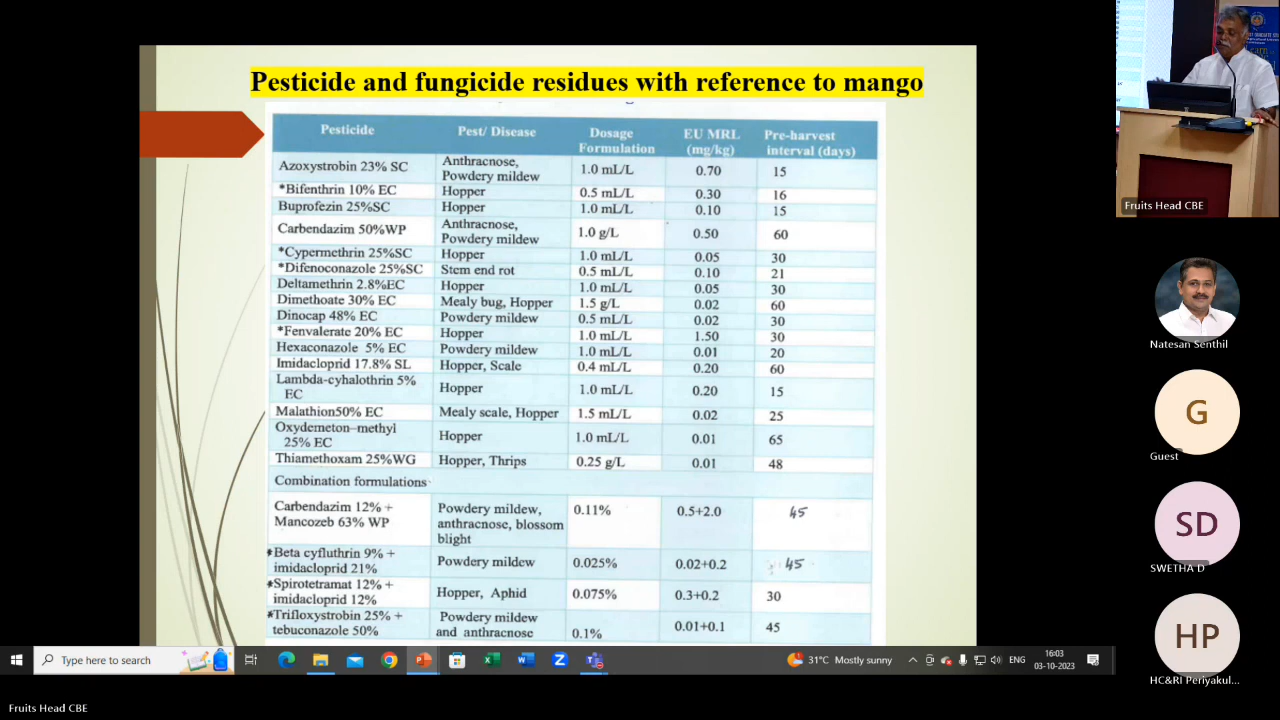 Pesticide and fungicide residues with reference to mango
Pesticide Pest/ Disease Dosage Formulation EU MRL (mg/kg) Pre-harvest interval (days)
Azoxystrobin 23% SC Anthracnose, Powdery mildew 1.0 mL/L 0.70 15
*Bifenthrin 10% EC Hopper 0.5 mL/L 0.30 16
Buprofezin 25%SC Hopper 1.0 mL/L 0.10 15
Carbendazim 50%WP Anthracnose, Powdery mildew 1.0 g/L 0.50 60
*Cypermethrin 25%SC Hopper 1.0 mL/L 0.05 30
*Difenoconazole 25%SC Stem end rot 0.5 mL/L 0.10 21
Deltamethrin 2.8%EC Hopper 1.0 mL/L 0.05 30
Dimethoate 30% EC Mealy bug, Hopper 1.5 g/L 0.02 60
Dinocap 48% EC Powdery mildew 0.5 mL/L 0.02 30
*Fenvalerate 20% EC Hopper 1.0 mL/L 1.50 30
Hexaconazole 5% EC Powdery mildew 1.0 mL/L 0.01 20
Imidacloprid 17.8% SL Hopper, Scale 0.4 mL/L 0.20 60
Lambda-cyhalothrin 5% EC Hopper 1.0 mL/L 0.20 15
Malathion50% EC Mealy scale, Hopper 1.5 mL/L 0.02 25
Oxydemeton–methyl 25% EC Hopper 1.0 mL/L 0.01 65
Thiamethoxam 25%WG Hopper, Thrips 0.25 g/L 0.01 48
Combination formulations
Carbendazim 12% + Mancozeb 63% WP Powdery mildew, anthracnose, blossom blight 0.11% 0.5+2.0 45
*Beta cyfluthrin 9% + imidacloprid 21% Powdery mildew 0.025% 0.02+0.2 45
*Spirotetramat 12% + imidacloprid 12% Hopper, Aphid 0.075% 0.3+0.2 30
*Trifloxystrobin 25% + tebuconazole 50% Powdery mildew and anthracnose 0.1% 0.01+0.1 45
Type here to search
31°C Mostly sunny
ENG
16:03
03-10-2023
Fruits Head CBE
Natesan Senthil
G
Guest
SD
SWETHA D
HP
HC&RI Periyakul...
Fruits Head CBE